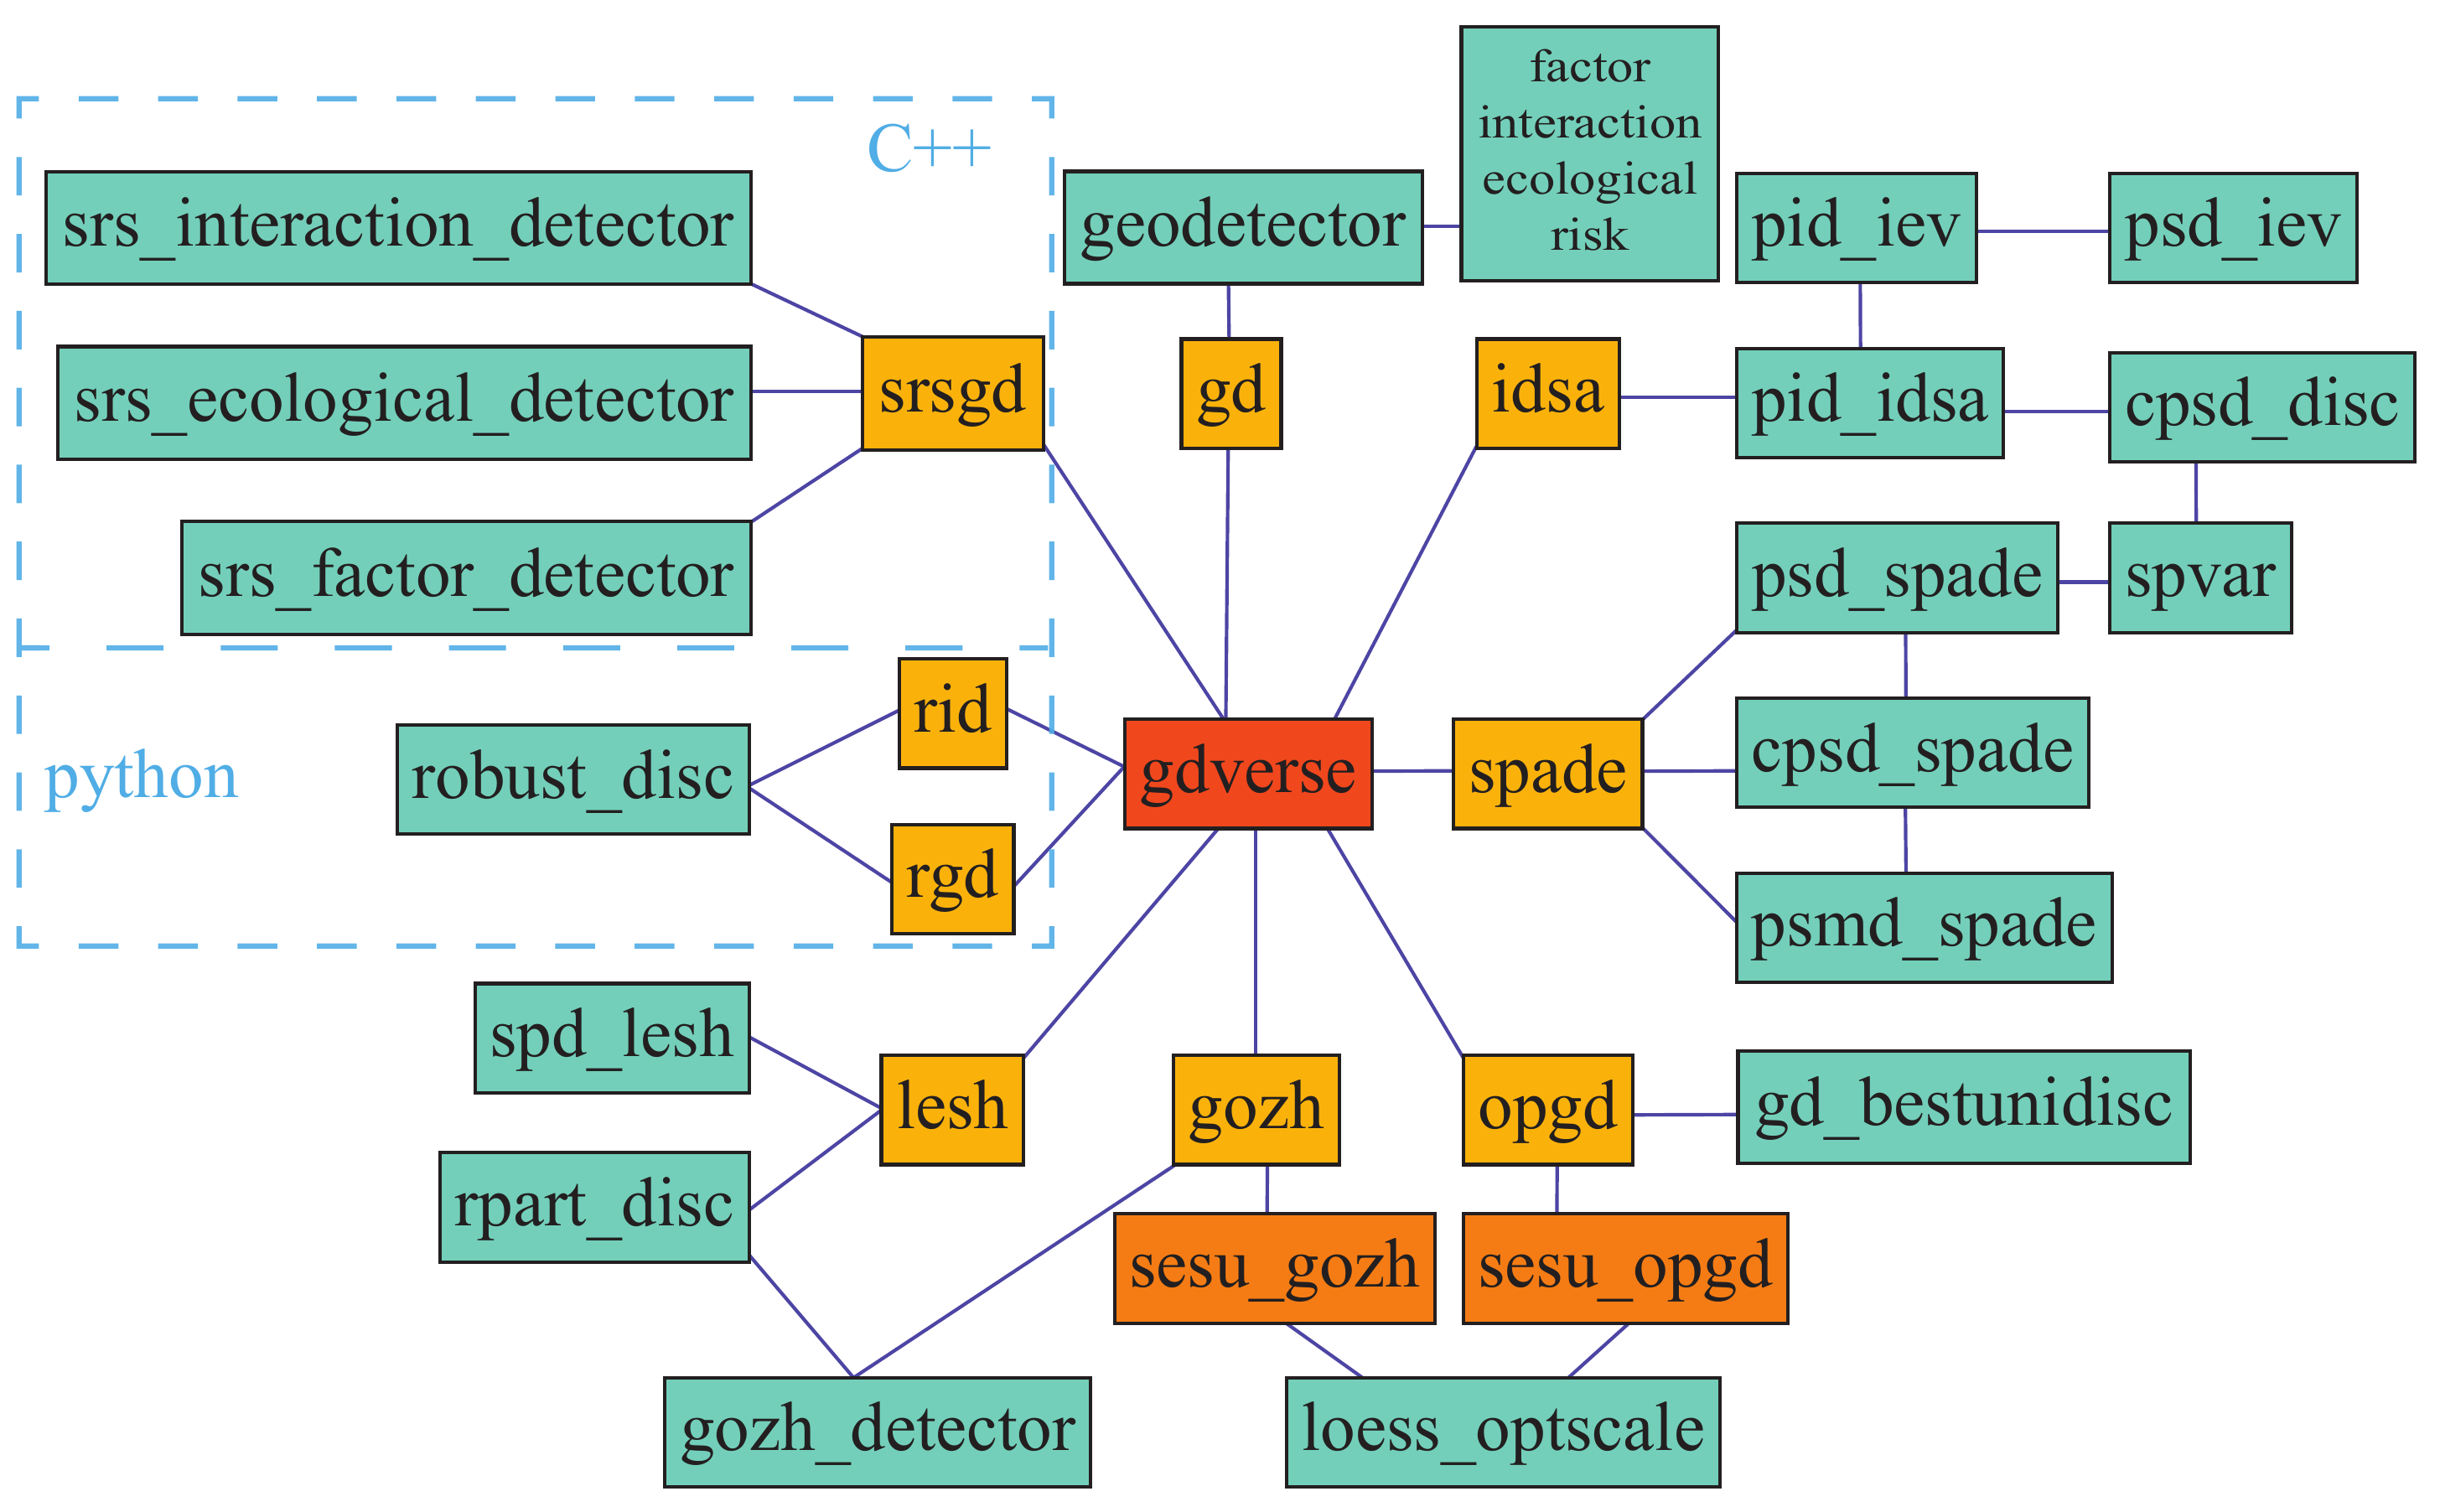 factor
interaction
ecological
risk
C++
srs_interaction_detector
geodetector
pid_iev
psd_iev
srs_ecological_detector
srsgd
gd
idsa
pid_idsa
cpsd_disc
srs_factor_detector
psd_spade
spvar
rid
python
robust_disc
gdverse
spade
cpsd_spade
rgd
psmd_spade
spd_lesh
lesh
gozh
opgd
gd_bestunidisc
rpart_disc
sesu_gozh
sesu_opgd
gozh_detector
loess_optscale